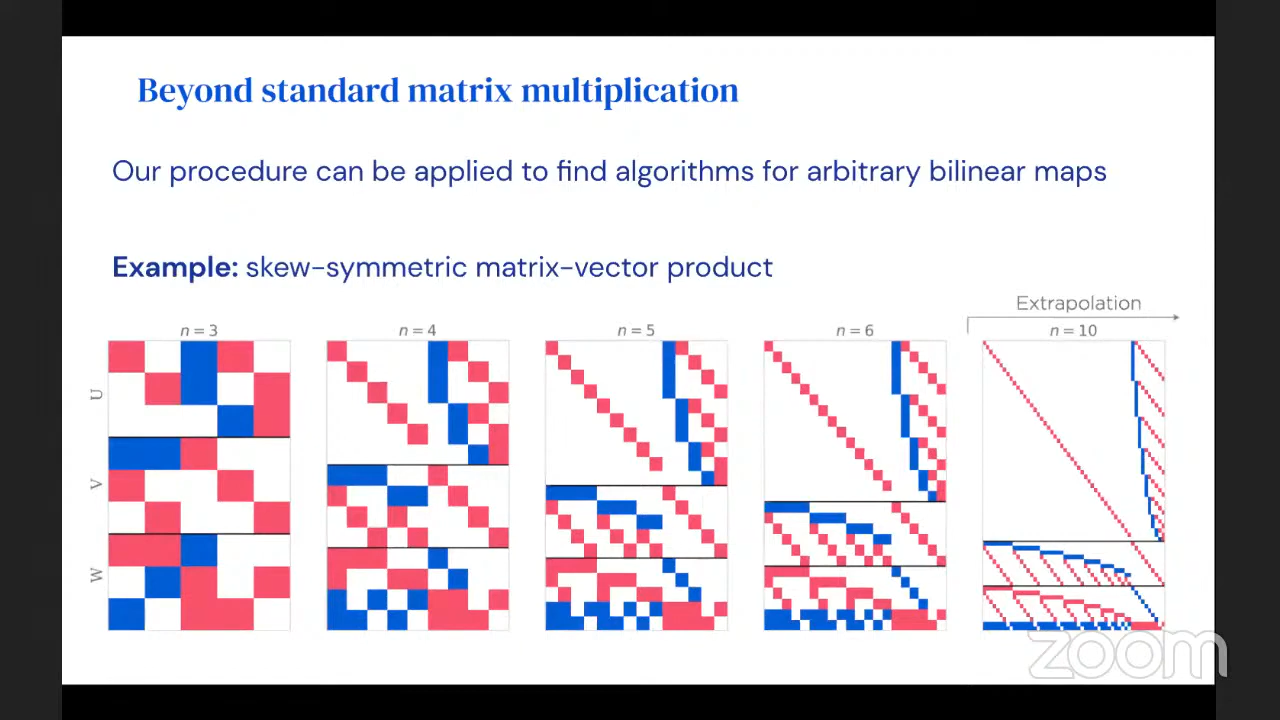 Beyond standard matrix multiplication
Our procedure can be applied to find algorithms for arbitrary bilinear maps
Example: skew-symmetric matrix-vector product
Extrapolation
n = 3
n = 4
n = 5
n = 6
n = 10
U
V
W
zoom